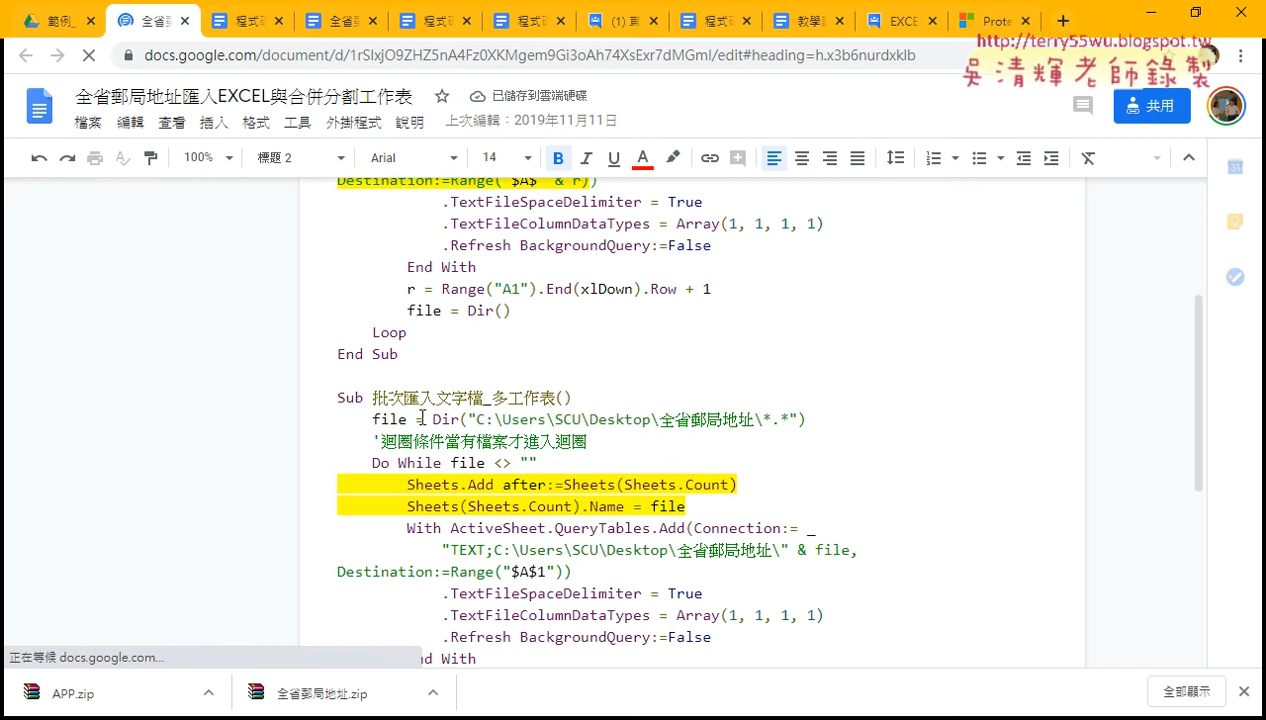 範例_
全省
程式研
全省
程式
程式
(1) 真
程式
教學
EXCE
Prote
docs.google.com/document/d/1rSlxjO9ZHZ5nA4Fz0XKMgem9Gi3oAh74XsExr7dMGmI/edit#heading=h.x3b6nurdxklb
http://terry55wu.blogspot.tw
吳清輝老師錄製
全省郵局地址匯入EXCEL與合併分割工作表
已儲存到雲端硬碟
檔案 編輯 查看 插入 格式 工具 外掛程式 說明 上次編輯：2019年11月11日
共用
100% 標題 2 Arial 14 B I U A
Destination:=Range("$A$" & r))
.TextFileSpaceDelimiter = True
.TextFileColumnDataTypes = Array(1, 1, 1, 1)
.Refresh BackgroundQuery:=False
End With
r = Range("A1").End(xlDown).Row + 1
file = Dir()
Loop
End Sub
Sub 批次匯入文字檔_多工作表()
file = Dir("C:\Users\SCU\Desktop\全省郵局地址\*.*")
'迴圈條件當有檔案才進入迴圈
Do While file <> ""
Sheets.Add after:=Sheets(Sheets.Count)
Sheets(Sheets.Count).Name = file
With ActiveSheet.QueryTables.Add(Connection:= _
"TEXT;C:\Users\SCU\Desktop\全省郵局地址\" & file,
Destination:=Range("$A$1"))
.TextFileSpaceDelimiter = True
.TextFileColumnDataTypes = Array(1, 1, 1, 1)
.Refresh BackgroundQuery:=False
nd With
正在等候 docs.google.com...
APP.zip
全省郵局地址.zip
全部顯示